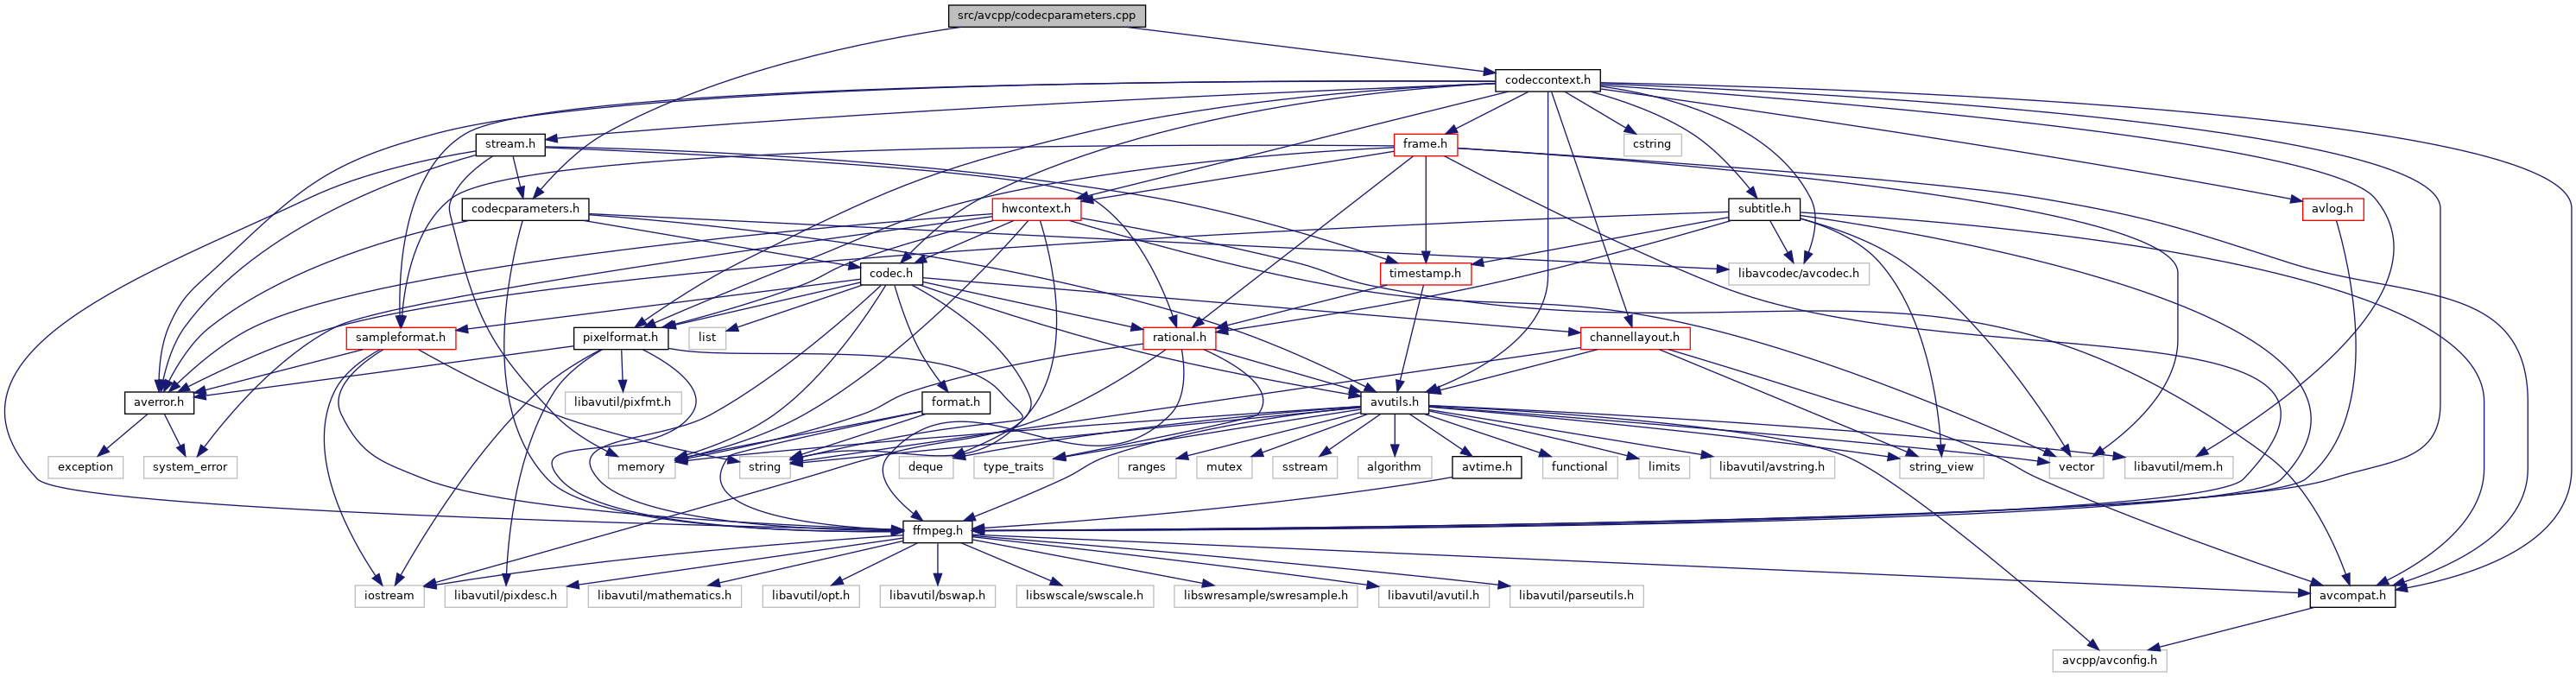 src/avcpp/codecparameters.cpp
codeccontext.h
stream.h
frame.h
cstring
codecparameters.h
hwcontext.h
subtitle.h
avlog.h
codec.h
timestamp.h
libavcodec/avcodec.h
sampleformat.h
pixelformat.h
list
rational.h
channellayout.h
averror.h
libavutil/pixfmt.h
format.h
avutils.h
exception
system_error
memory
string
deque
type_traits
ranges
mutex
sstream
algorithm
avtime.h
functional
limits
libavutil/avstring.h
string_view
vector
libavutil/mem.h
ffmpeg.h
iostream
libavutil/pixdesc.h
libavutil/mathematics.h
libavutil/opt.h
libavutil/bswap.h
libswscale/swscale.h
libswresample/swresample.h
libavutil/avutil.h
libavutil/parseutils.h
avcompat.h
avcpp/avconfig.h